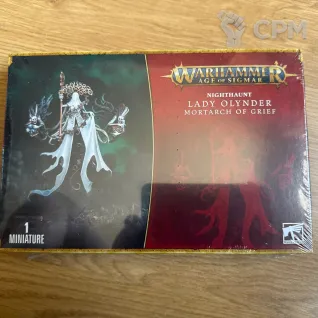 CPM
WARHAMMER
AGE OF SIGMAR
NIGHTHAUNT
LADY OLYNDER
MORTARCH OF GRIEF
1
MINIATURE